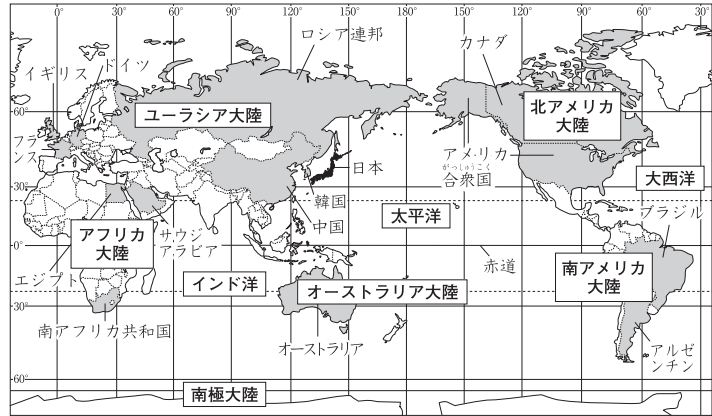 0° 30° 60° 90° 120° 150° 180 150° 120° 90° 60 30°
ロシア連邦
カナダ
イギリス
ドイツ
60°
ユーラシア大陸
北アメリカ
大陸
フラ
ンス
日本
アメリカ
がっしゅうこく
合衆国
大西洋
30°
韓国
中国
太平洋
ブラジル
アフリカ
大陸
サウジ
アラビア
0°
赤道
エジプト
インド洋
オーストラリア大陸
南アメリカ
大陸
30°
南アフリカ共和国
オーストラリア
アルゼ
ンチン
60°
南極大陸